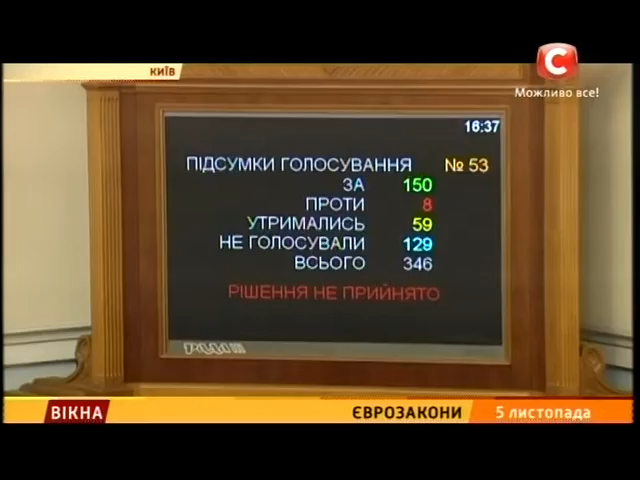 КИЇВ
С
Можливо все!
16:37
ПІДСУМКИ ГОЛОСУВАННЯ № 53
ЗА 150
ПРОТИ 8
УТРИМАЛИСЬ 59
НЕ ГОЛОСУВАЛИ 129
ВСЬОГО 346
РІШЕННЯ НЕ ПРИЙНЯТО
РАДА
ВІКНА ЄВРОЗАКОНИ 5 листопада